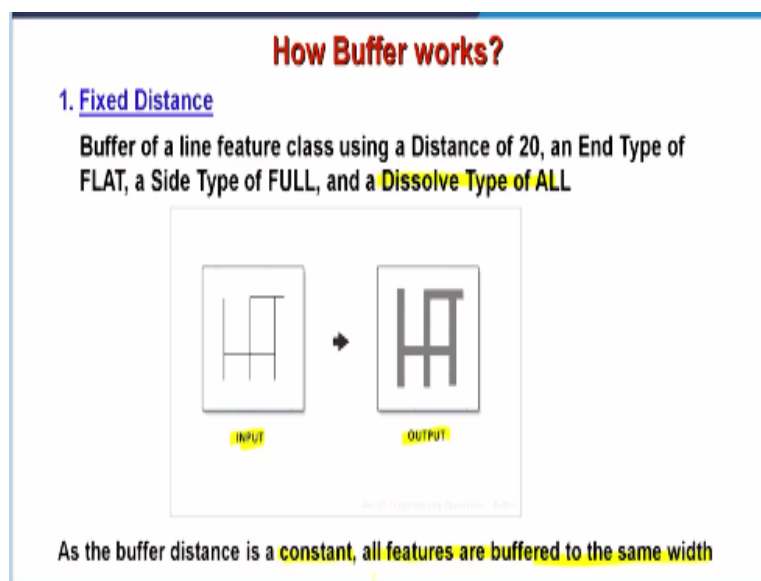 How Buffer works?
1. Fixed Distance
Buffer of a line feature class using a Distance of 20, an End Type of
FLAT, a Side Type of FULL, and a Dissolve Type of ALL
INPUT
OUTPUT
As the buffer distance is a constant, all features are buffered to the same width